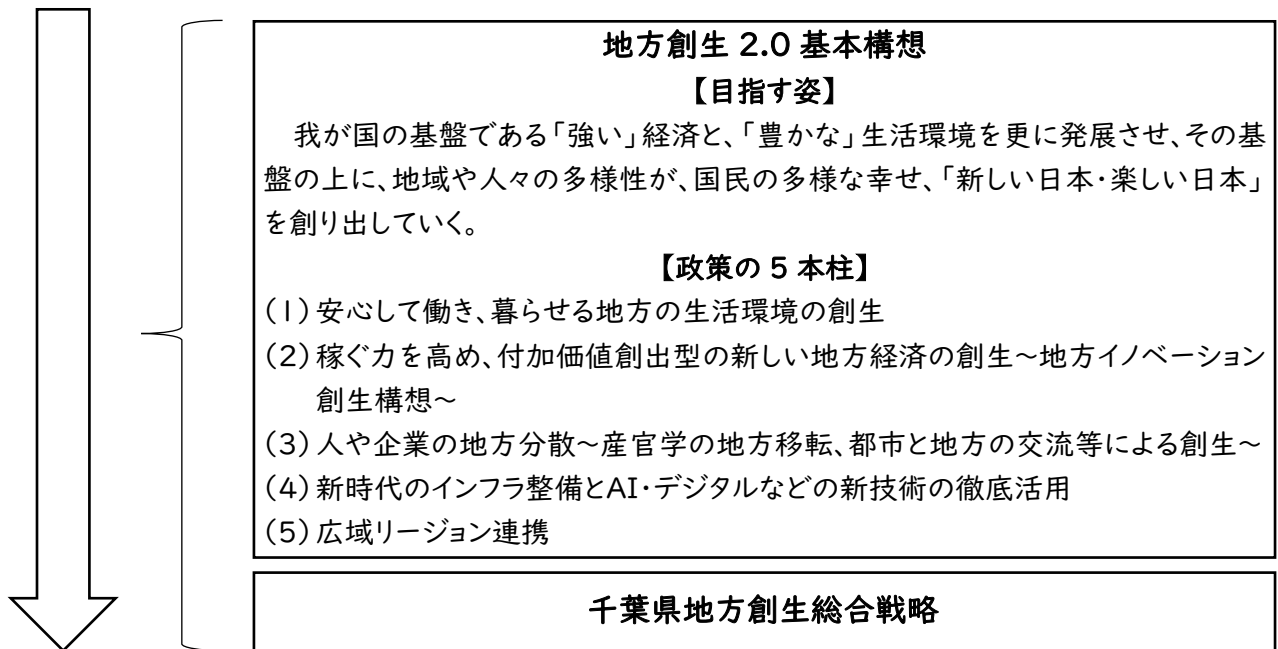 地方創生 2.0 基本構想
【目指す姿】
我が国の基盤である「強い」経済と、「豊かな」生活環境を更に発展させ、その基
盤の上に、地域や人々の多様性が、国民の多様な幸せ、「新しい日本・楽しい日本」
を創り出していく。
【政策の 5 本柱】
(1) 安心して働き、暮らせる地方の生活環境の創生
(2) 稼ぐ力を高め、付加価値創出型の新しい地方経済の創生~地方イノベーション
創生構想~
(3) 人や企業の地方分散~産官学の地方移転、都市と地方の交流等による創生~
(4) 新時代のインフラ整備とAI・デジタルなどの新技術の徹底活用
(5) 広域リージョン連携
千葉県地方創生総合戦略